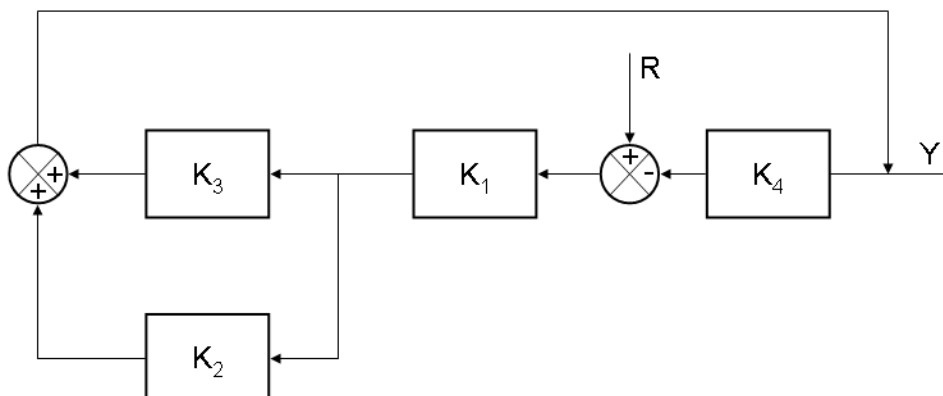 R
Y
K₃
K₁
K₄
+
-
+
+
K₂